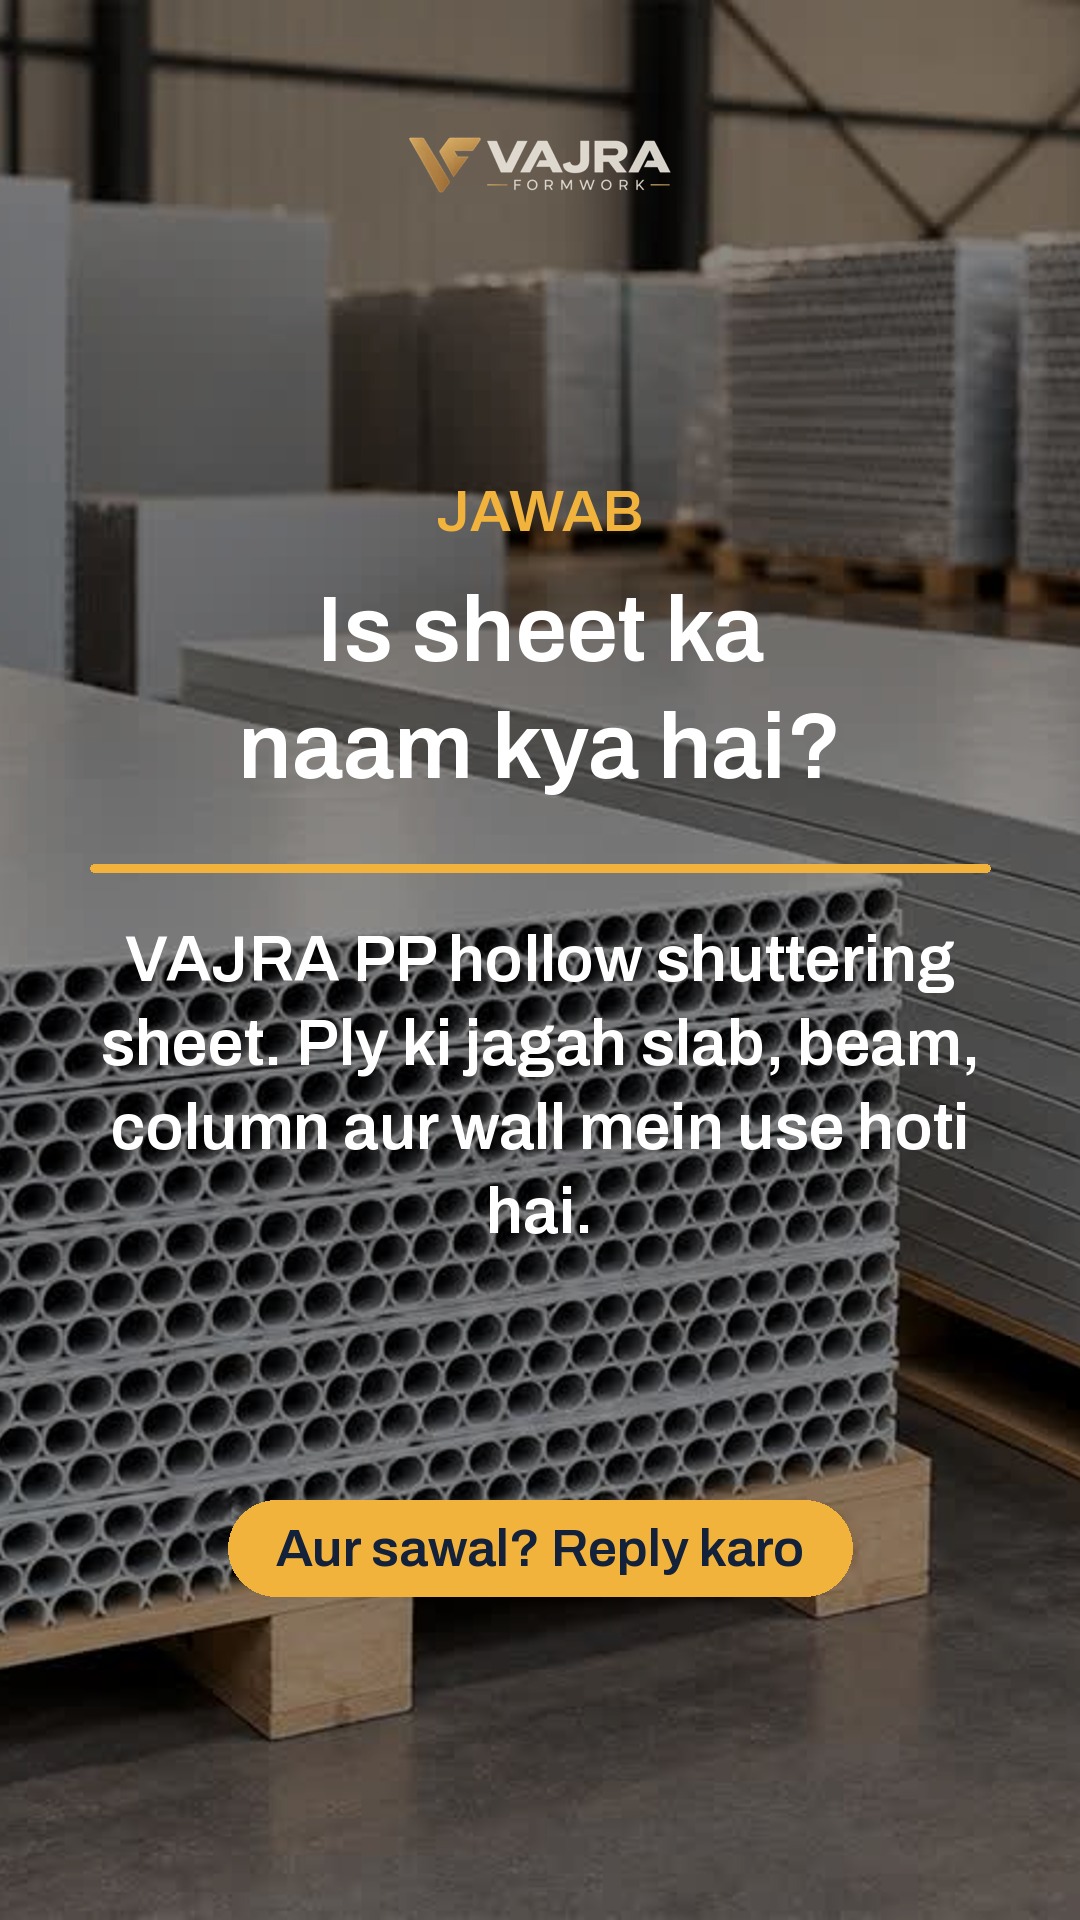 VAJRA
FORMWORK
JAWAB
Is sheet ka
naam kya hai?
VAJRA PP hollow shuttering
sheet. Ply ki jagah slab, beam,
column aur wall mein use hoti
hai.
Aur sawal? Reply karo